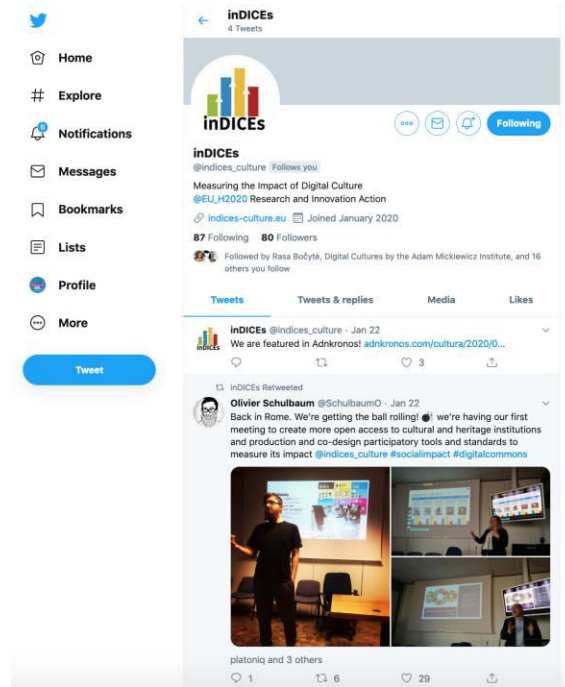 inDICEs
4 Tweets
Home
Explore
6
Notifications
Messages
Bookmarks
Lists
Profile
More
Tweet
inDICEs
Following
inDICEs
@indices_culture Follows you
Measuring the Impact of Digital Culture
@EU_H2020 Research and Innovation Action
indices-culture.eu Joined January 2020
87 Following 80 Followers
Followed by Rasa Bočytė, Digital Cultures by the Adam Mickiewicz Institute, and 16
others you follow
Tweets Tweets & replies Media Likes
inDICEs
inDICEs @indices_culture · Jan 22
We are featured in Adnkronos! adnkronos.com/cultura/2020/0...
3
inDICEs Retweeted
Olivier Schulbaum @SchulbaumO · Jan 22
Back in Rome. We're getting the ball rolling! we're having our first
meeting to create more open access to cultural and heritage institutions
and production and co-design participatory tools and standards to
measure its impact @indices_culture #socialimpact #digitalcommons
platoniq and 3 others
1 6 29